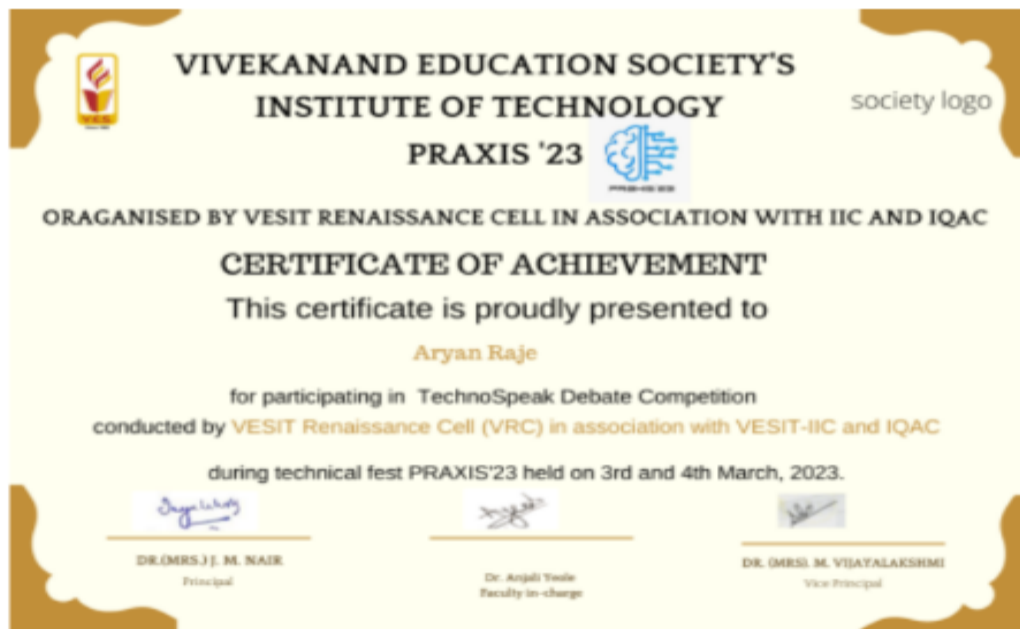 VIVEKANAND EDUCATION SOCIETY'S
INSTITUTE OF TECHNOLOGY
society logo
V.E.S.
PRAXIS '23
ORAGANISED BY VESIT RENAISSANCE CELL IN ASSOCIATION WITH IIC AND IQAC
CERTIFICATE OF ACHIEVEMENT
This certificate is proudly presented to
Aryan Raje
for participating in TechnoSpeak Debate Competition
conducted by VESIT Renaissance Cell (VRC) in association with VESIT-IIC and IQAC
during technical fest PRAXIS'23 held on 3rd and 4th March, 2023.
DR.(MRS.) J. M. NAIR
Principal
Dr. Anjali Yeole
Faculty in-charge
DR. (MRS). M. VIJAYALAKSHMI
Vice Principal